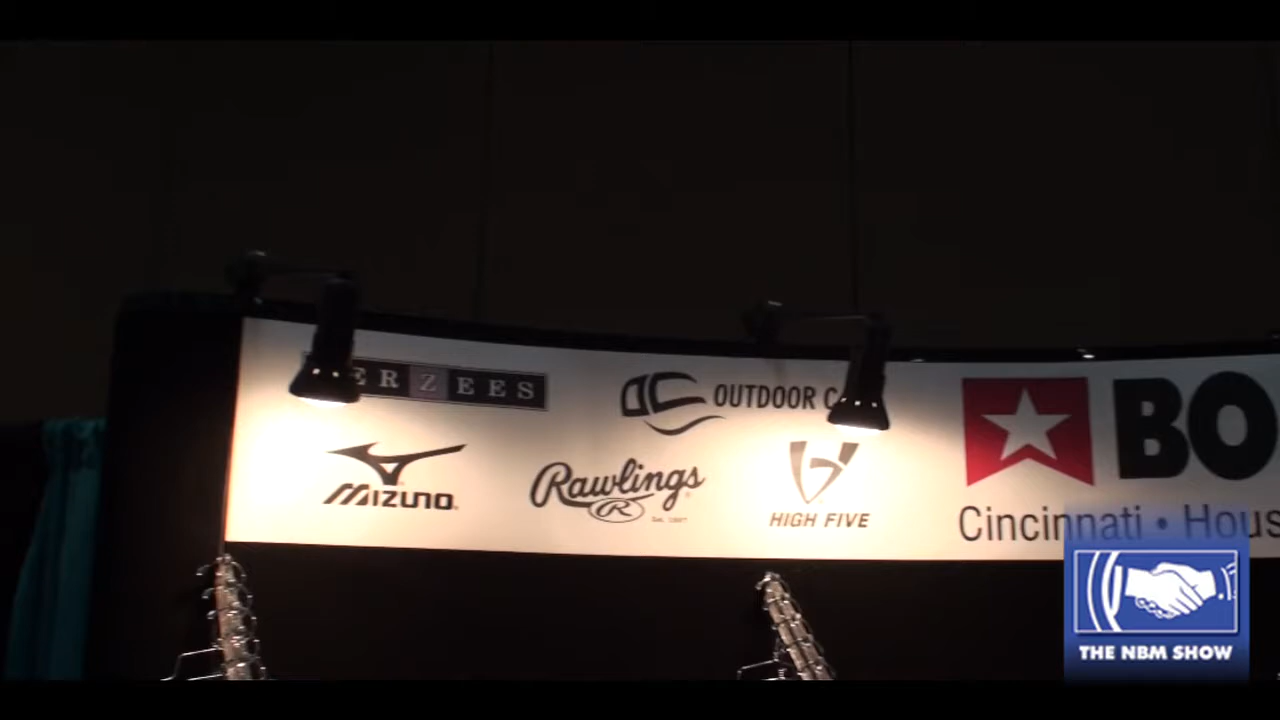 ERZEES
OUTDOOR
MIZUNO
Rawlings
R
HIGH FIVE
BO
Cincinnati • Hous
THE NBM SHOW